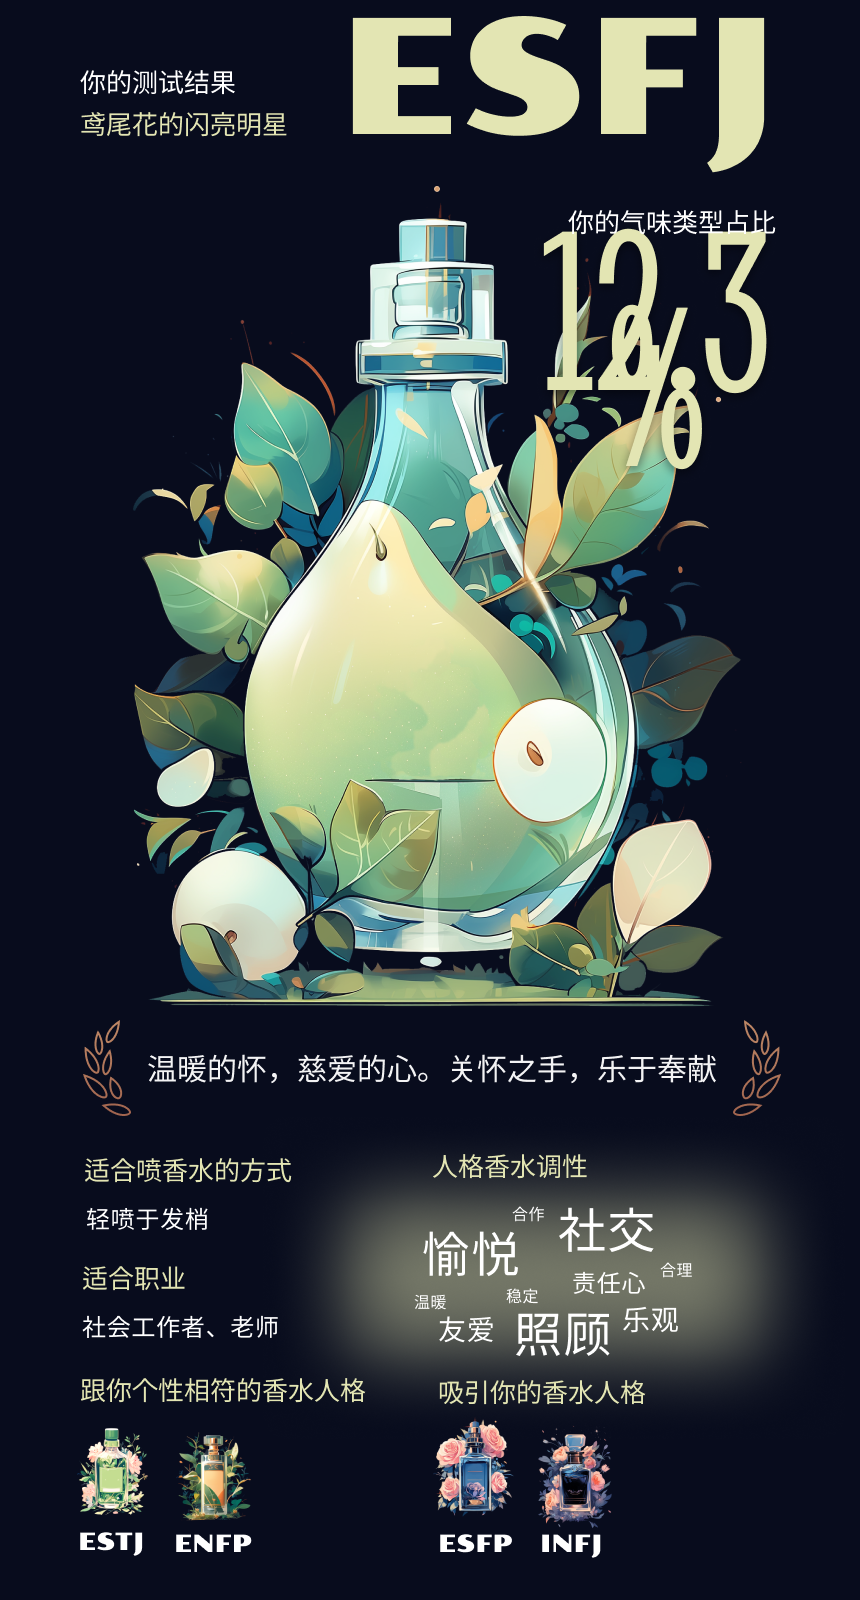 ESFJ
你的测试结果
鸢尾花的闪亮明星
你的气味类型占比
12.3
%
温暖的怀，慈爱的心。关怀之手，乐于奉献
适合喷香水的方式
轻喷于发梢
适合职业
社会工作者、老师
人格香水调性
合作
社交
愉悦
合理
责任心
稳定
温暖
乐观
友爱
照顾
跟你个性相符的香水人格
ESTJ
ENFP
吸引你的香水人格
ESFP
INFJ